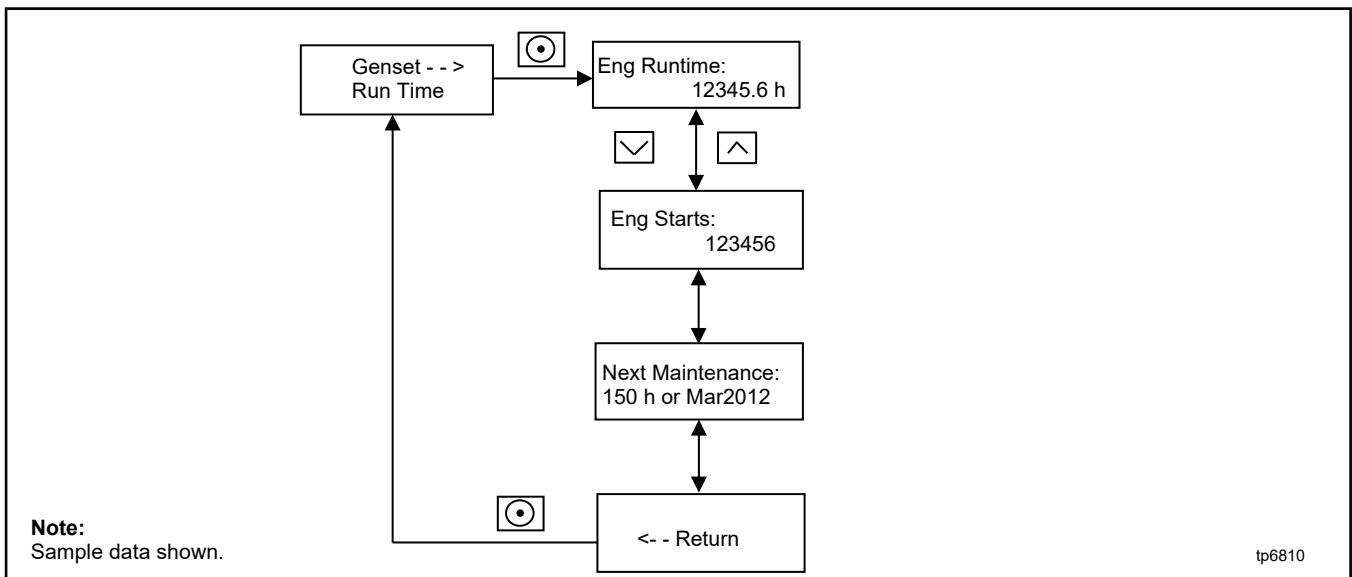 Genset - - >
Run Time
Eng Runtime:
12345.6 h
Eng Starts:
123456
Next Maintenance:
150 h or Mar2012
<- - Return
Note:
Sample data shown.
tp6810